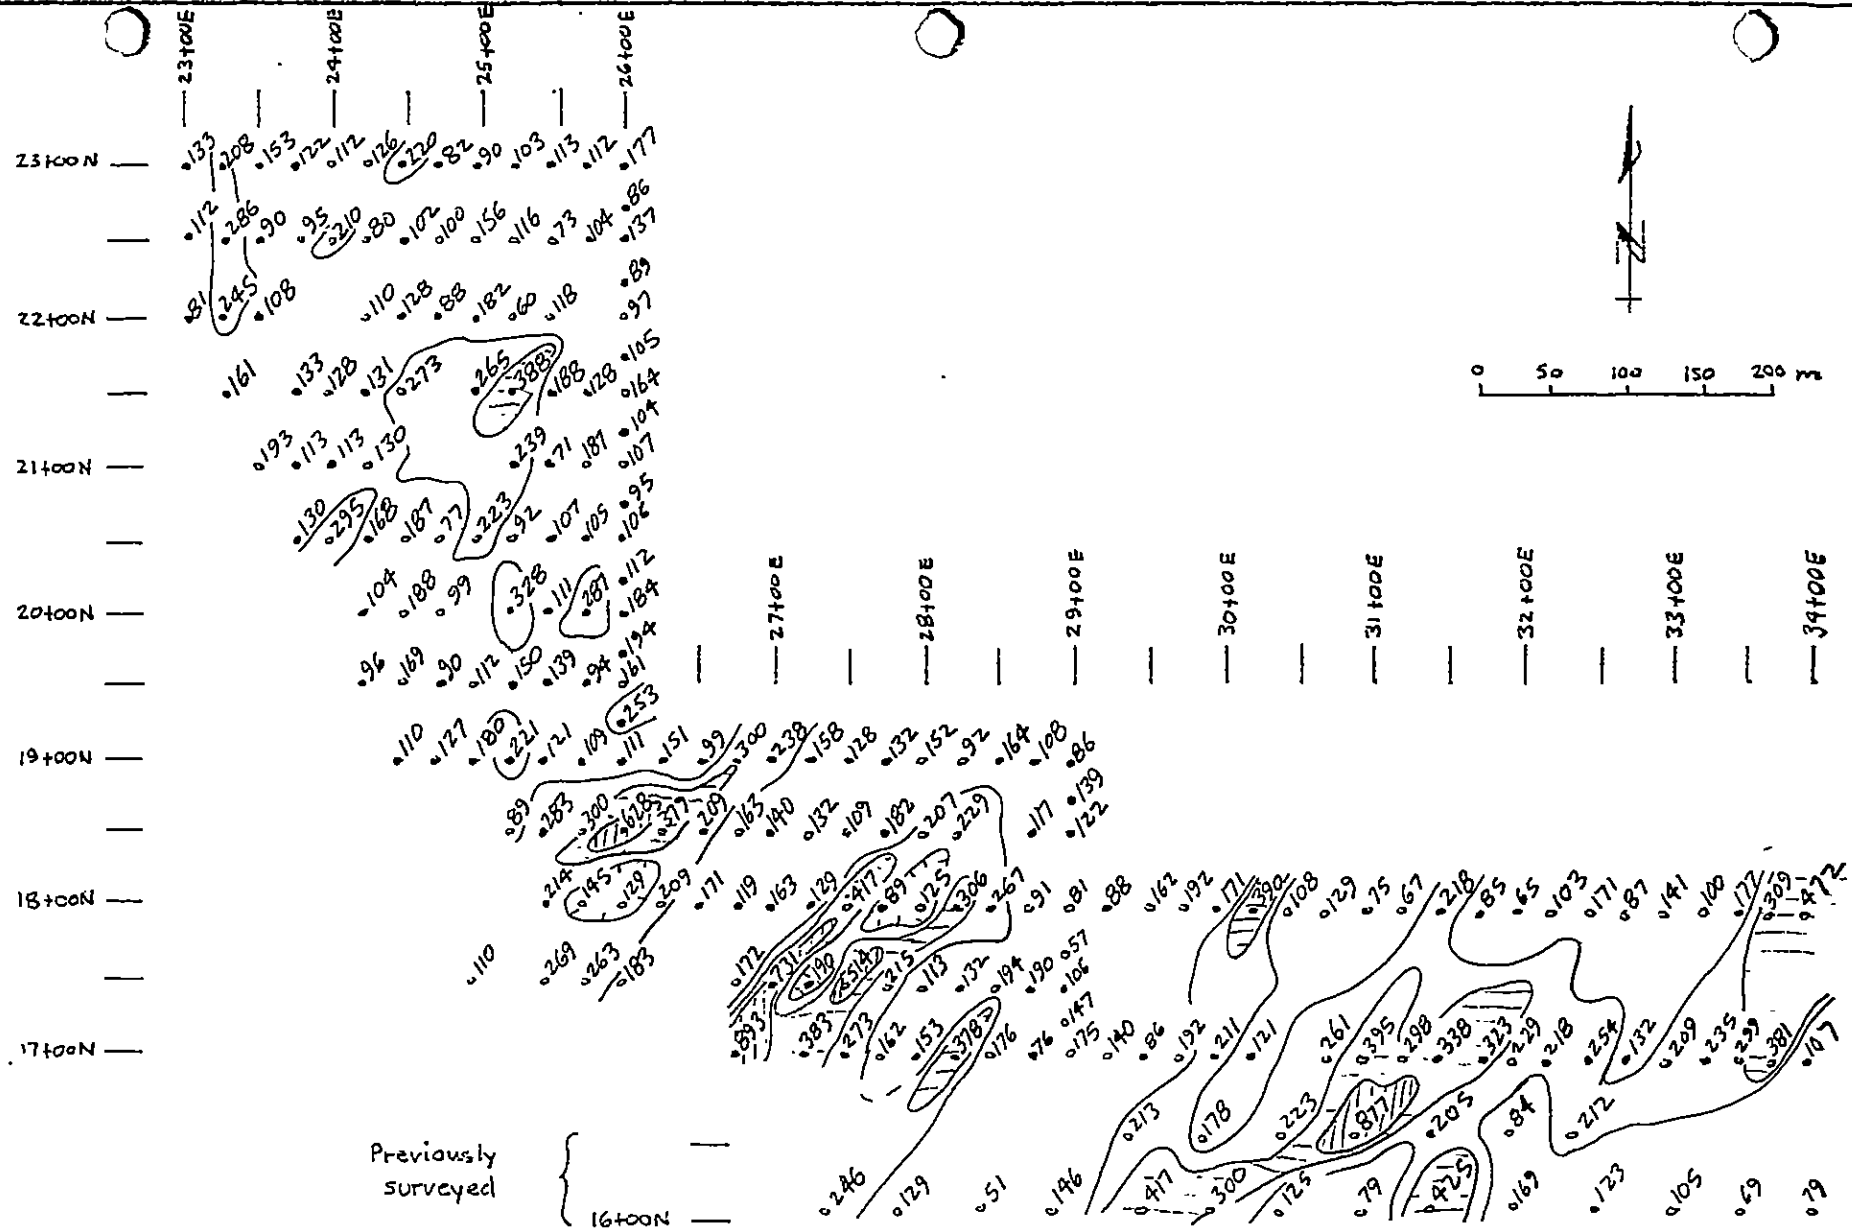 23+00E 24+00E 25+00E 26+00E
23+00N 133 208 153 122 112 126 220 82 90 103 113 112 177
86
112 286 90 95 210 80 102 100 156 116 73 104 137
89
22+00N 81 245 108 110 128 88 182 60 118 97
105
161 133 128 131 273 265 388 188 128 164
104
0 50 100 150 200 m
21+00N 193 113 113 130 239 71 187 107
95
130 295 168 187 77 223 92 107 105 106
112
20+00N 104 188 99 328 111 287 184
194
27+00E 28+00E 29+00E 30+00E 31+00E 32+00E 33+00E 34+00E
96 169 90 112 150 139 94 161
253
19+00N 110 127 180 221 121 109 111 151 99 300 238 158 128 132 152 92 164 108 86
139
89 283 300 628 209 163 140 132 109 182 207 229 117 122
18+00N 214 145 129 209 171 119 163 129 417 89 125 306 267 91 81 88 162 192 171 390 108 129 75 67 218 85 65 103 171 87 141 100 177 309 472
57
110 269 263 183 172 731 190 514 215 113 132 194 190 106
147
17+00N 893 383 273 162 153 378 176 76 175 140 86 192 211 121 261 395 298 338 323 229 218 254 132 209 235 299 381 107
213 178 223 877 205 84 212
Previously
surveyed
16+00N 246 129 51 146 417 300 125 79 425 169 123 105 69 79